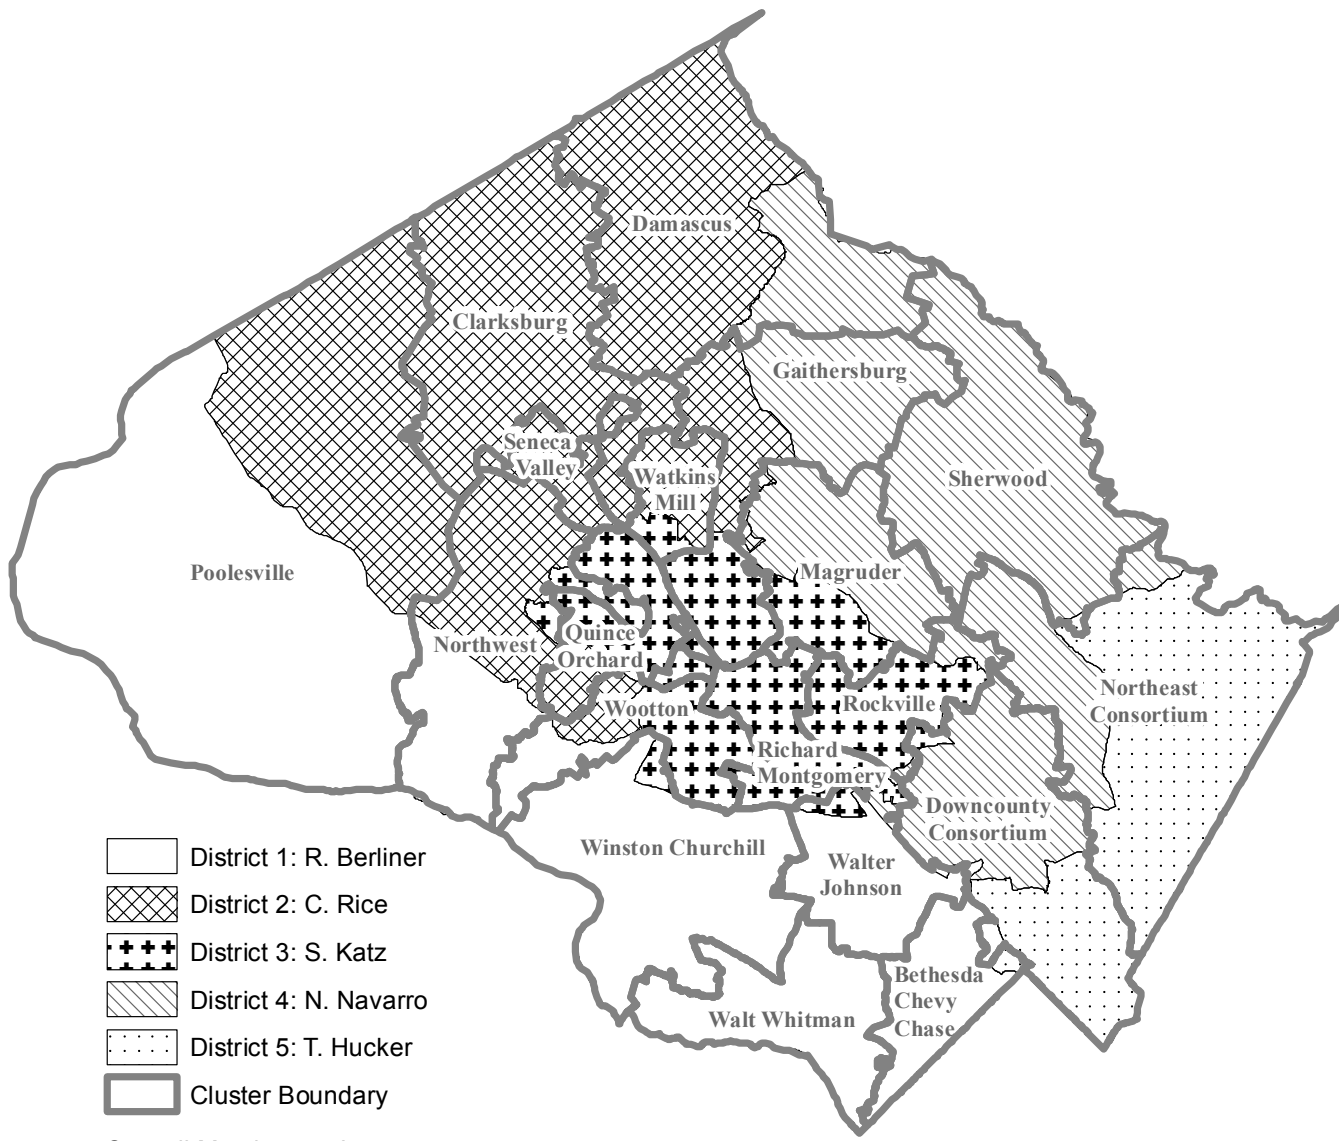 Damascus
Clarksburg
Gaithersburg
Seneca
Valley
Watkins
Mill
Sherwood
Poolesville
Magruder
Northwest
Quince
Orchard
Wootton
Rockville
Northeast
Consortium
Richard
Montgomery
Downcounty
Consortium
Winston Churchill
Walter
Johnson
Bethesda
Chevy
Chase
Walt Whitman
District 1: R. Berliner
District 2: C. Rice
District 3: S. Katz
District 4: N. Navarro
District 5: T. Hucker
Cluster Boundary